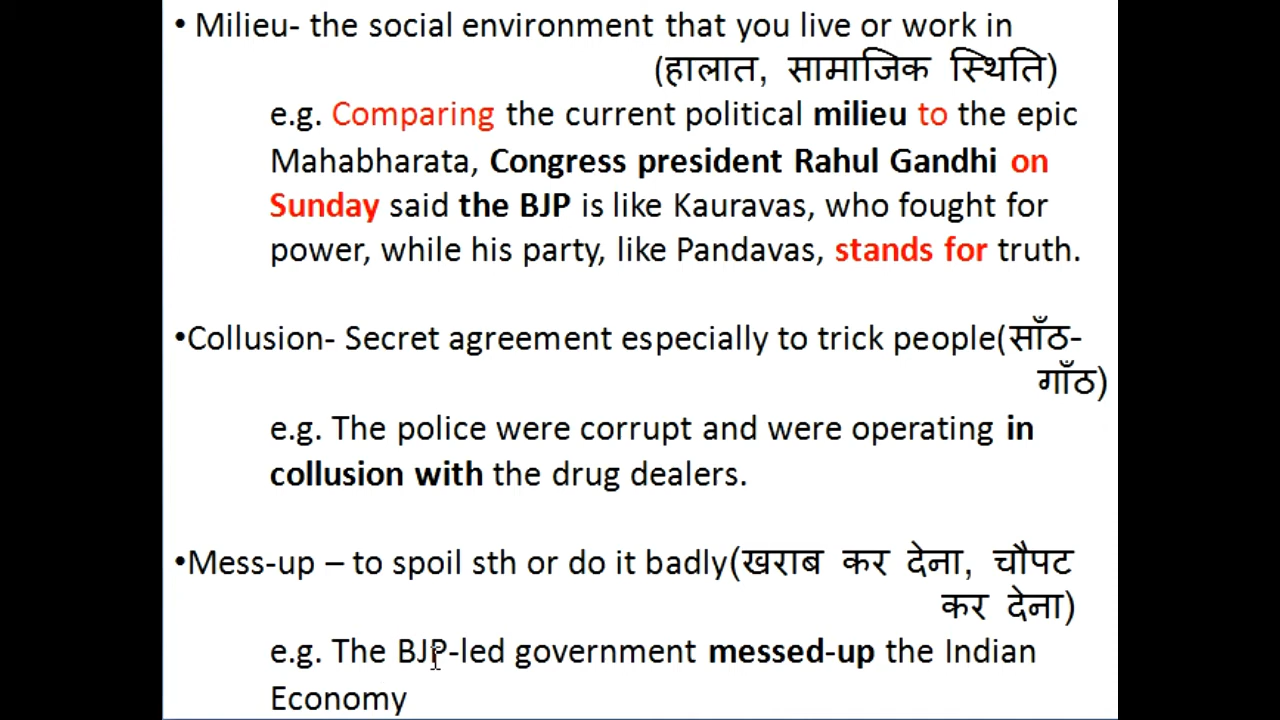 • Milieu- the social environment that you live or work in
(हालात, सामाजिक स्थिति)
e.g. Comparing the current political milieu to the epic
Mahabharata, Congress president Rahul Gandhi on
Sunday said the BJP is like Kauravas, who fought for
power, while his party, like Pandavas, stands for truth.
•Collusion- Secret agreement especially to trick people(साँठ-
गाँठ)
e.g. The police were corrupt and were operating in
collusion with the drug dealers.
•Mess-up – to spoil sth or do it badly(खराब कर देना, चौपट
कर देना)
e.g. The BJP-led government messed-up the Indian
Economy